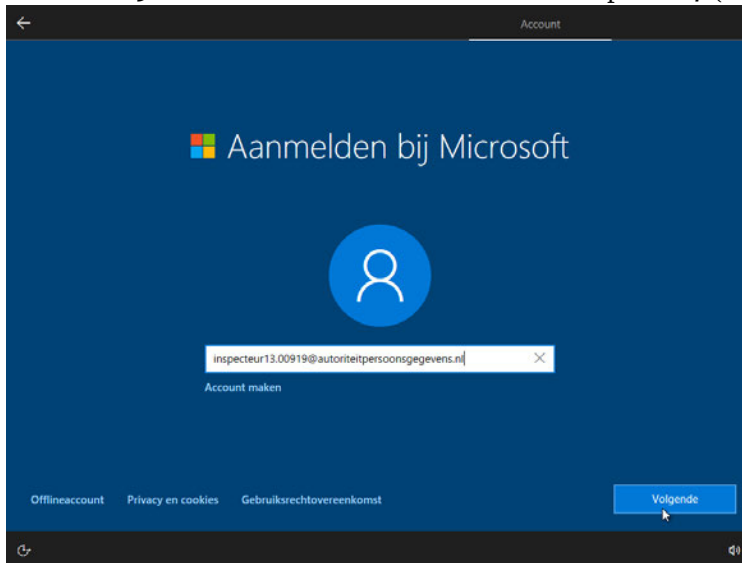 Account
Aanmelden bij Microsoft
inspecteur13.00919@autoriteitpersoonsgegevens.nl
Account maken
Offlineaccount Privacy en cookies Gebruiksrechtovereenkomst Volgende